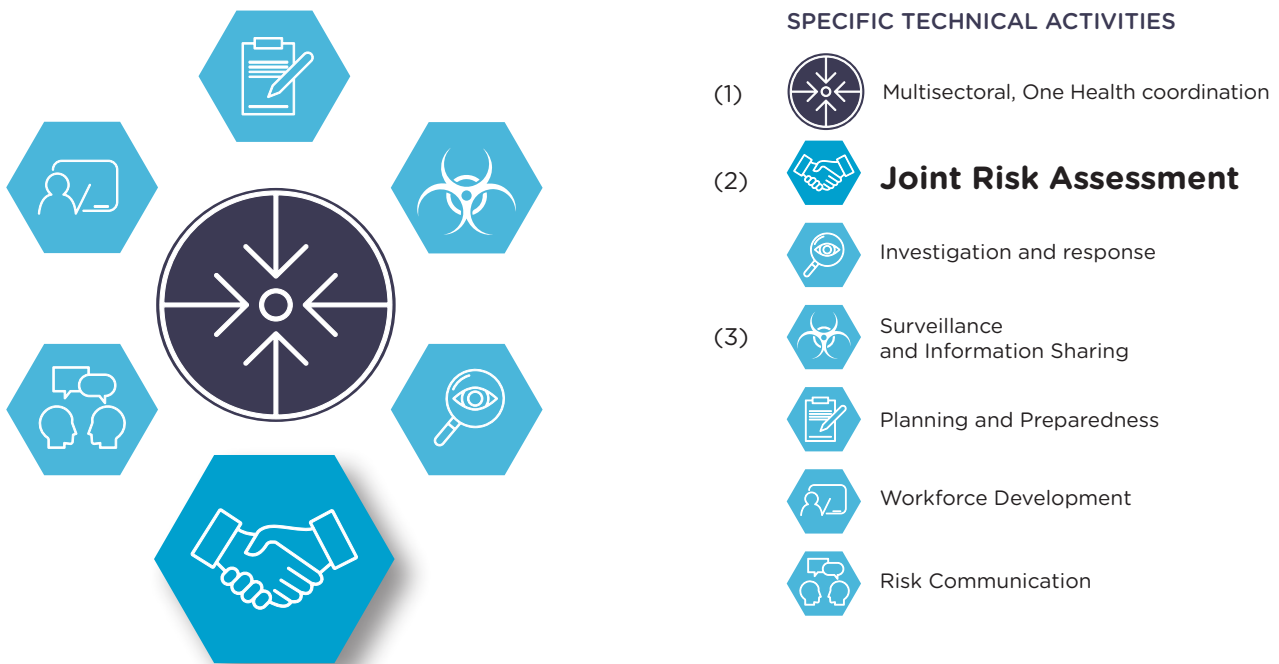 SPECIFIC TECHNICAL ACTIVITIES
(1) Multisectoral, One Health coordination
(2) Joint Risk Assessment
Investigation and response
(3) Surveillance
and Information Sharing
Planning and Preparedness
Workforce Development
Risk Communication